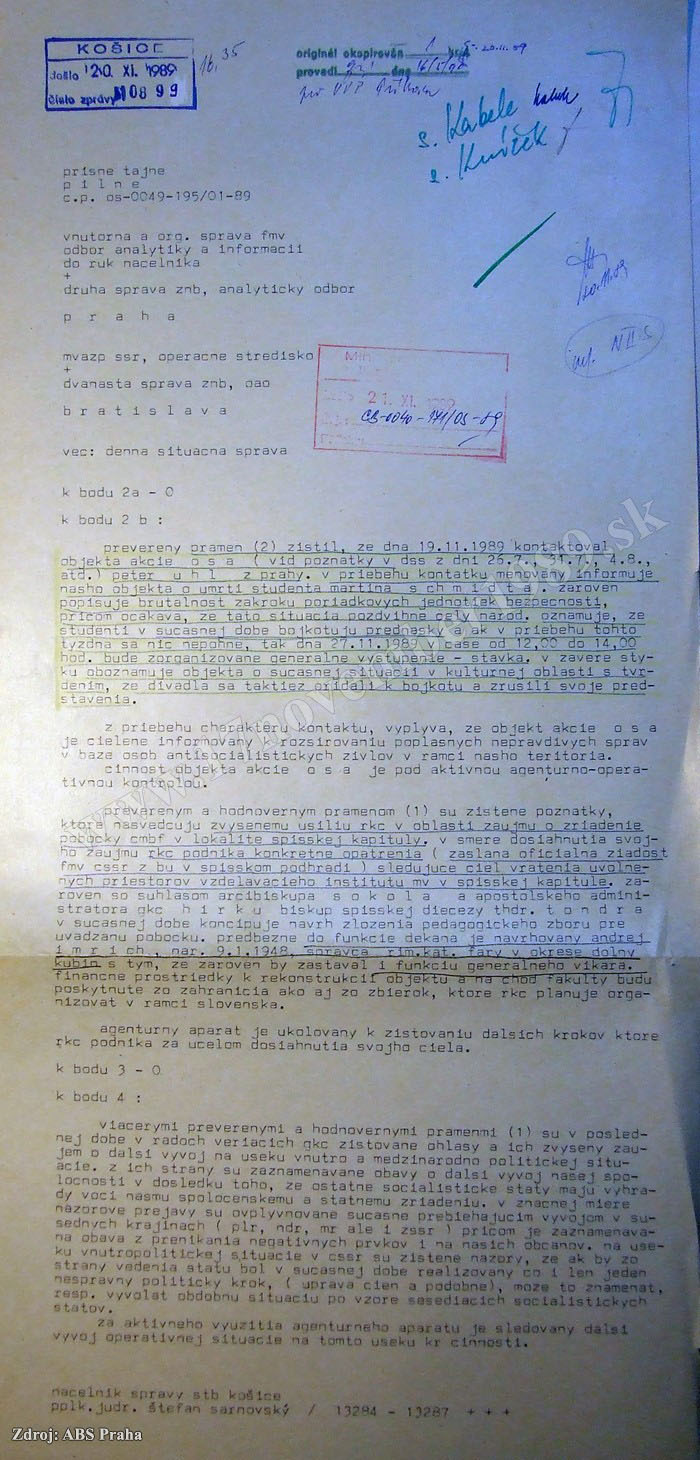 KOŠICE
Došlo 20. XI. 1989
Číslo zprávy 10899
16,35
originál okopírován 1
provedl dne
s. Kabele
s. Kuvíček
prisne tajne
p i l n e
c.p. os-0049-195/01-89
vnutorna a org. sprava fmv
odbor analytiky a informacii
do ruk nacelnika
+
druha sprava znb, analyticky odbor
p r a h a
mvazp ssr, operacne stredisko
+
dvanasta sprava znb, oao
21. XI. 1989
CB-0040-971/OS-89
b r a t i s l a v a
vec: denna situacna sprava
k bodu 2a - 0
k bodu 2 b :
prevereny pramen (2) zistil, ze dna 19.11.1989 kontaktoval
objekta akcie o s a ( vid poznatky v dss z dni 26.7., 31.7., 4.8.,
atd.) peter u h l z prahy. v priebehu kontaktu menovany informuje
nasho objekta o umrti studenta martina s c h m i d t a. zaroven
popisuje brutalnost zakroku poriadkovych jednotiek bezpecnosti,
pricom ocakava, ze tato situacia pozdvihne cely narod. oznamuje, ze
studenti v sucasnej dobe bojkotuju prednasky. ak v priebehu tohto
tyzdna sa nic nepohne, tak dna 27.11.1989 v case od 12,00 do 14,00
hod. bude zorganizovane generalne vystupenie - stavka. v zavere sty-
ku oboznamuje objekta o sucasnej situacii v kulturnej oblasti s tvr-
denim, ze divadla sa taktiez pridali k bojkotu a zrusili svoje pred-
stavenia.
z priebehu charakteru kontaktu, vyplyva, ze objekt akcie o s a
je cielene informovany k rozsirovaniu poplasnych nepravdivych sprav
v baze osob antisocialistickych zivlov v ramci nasho teritoria.
cinnost objekta akcie o s a je pod aktivnou agenturno-opera-
tivnou kontrolou.
preverenym a hodnovernym pramenom (1) su zistene poznatky,
ktore nasvedcuju zvysenemu usiliu rkc v oblasti zaujmu o zriadenie
pobocky cmbf v lokalite spisskej kapituly. v smere dosiahnutia svoj-
ho zaujmu rkc podnika konkretne opatrenia ( zaslana oficialna ziadost
fmv cssr z bu v spisskom podhradi ) sledujuce ciel vratenia uvolne-
nych priestorov vzdelavacieho institutu mv v spisskej kapitule. za-
roven so suhlasom arcibiskupa s o k o l a a apostolskeho admini-
stratora gkc h i r k u biskup spisskej diecezy thdr. t o n d r a
v sucasnej dobe koncipuje navrh zlozenia pedagogickeho zboru pre
uvadzanu pobocku. predbezne do funkcie dekana je navrhovany andrej
i m r i ch , nar. 9.1.1948, spravca rim.kat. fary v okrese dolny
kubin s tym, ze zaroven by zastaval i funkciu generalneho vikara.
financne prostriedky k rekonstrukcii objektu a na chod fakulty budu
poskytnute zo zahranicia ako aj zo zbierok, ktore rkc planuje orga-
nizovat v ramci slovenska.
agenturny aparat je ukolovany k zistovaniu dalsich krokov ktore
rkc podnika za ucelom dosiahnutia svojho ciela.
k bodu 3 - 0
k bodu 4 :
viacerymi preverenymi a hodnovernymi pramenmi (1) su v posled-
nej dobe v radoch veriacich gkc zistovane ohlasy a ich zvyseny zau-
jem o dalsi vyvoj na useku vnutro a medzinarodno politickej situ-
acie. z ich strany su zaznamenavane obavy o dalsi vyvoj nasej spo-
locnosti v dosledku toho, ze ostatne socialisticke staty maju vyhra-
dy voci nasmu spolocenskemu a statnemu zriadeniu. v znacnej miere
nazorove prejavy su ovplyvnovane sucasne prebiehajucim vyvojom v su-
sednych krajinach ( plr, ndr, mr ale i zssr ) pricom je zaznamenava-
na obava z prenikania negativnych prvkov i na nasich obcanov. na use-
ku vnutropolitickej situacie v cssr su zistene nazory, ze ak by zo
strany vedenia statu bol v sucasnej dobe realizovany co i len jeden
nespravny politicky krok, ( uprava cien a podobne), moze to znamenat,
resp. vyvolat obdobnu situaciu po vzore sesediacich socialistickych
statov.
za aktivneho vyuzitia agenturneho aparatu je sledovany dalsi
vyvoj operativnej situacie na tomto useku kr cinnosti.
nacelnik spravy stb košice
pplk.judr. štefan sarnovský / 13284 - 13287 + + +
Zdroj: ABS Praha